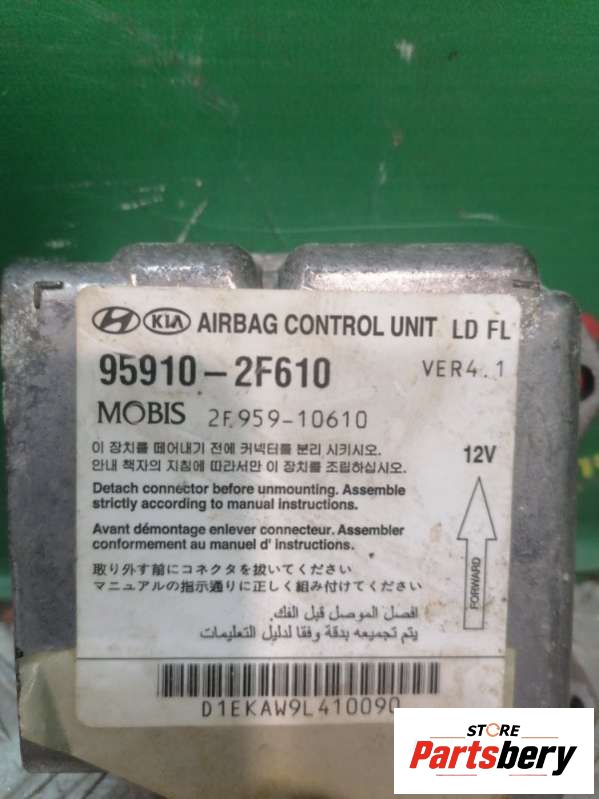 KIA AIRBAG CONTROL UNIT LD FL
95910-2F610 VER4.1
MOBIS 2F.959-10610
이 장치를 떼어내기 전에 커넥터를 분리 시키시오.
안내 책자의 지침에 따라서만 이 장치를 조립하십시오.
12V
Detach connector before unmounting. Assemble
strictly according to manual instructions.
Avant démontage enlever connecteur. Assembler
conformement au manuel d' instructions.
FORWARD
取り外す前にコネクタを抜いてください
マニュアルの指示通りに正しく組み付けてください
افصل الموصل قبل الفك.
يتم تجميعه بدقة وفقا لدليل التعليمات
D1EKAW9L410090
STORE
Partsbery